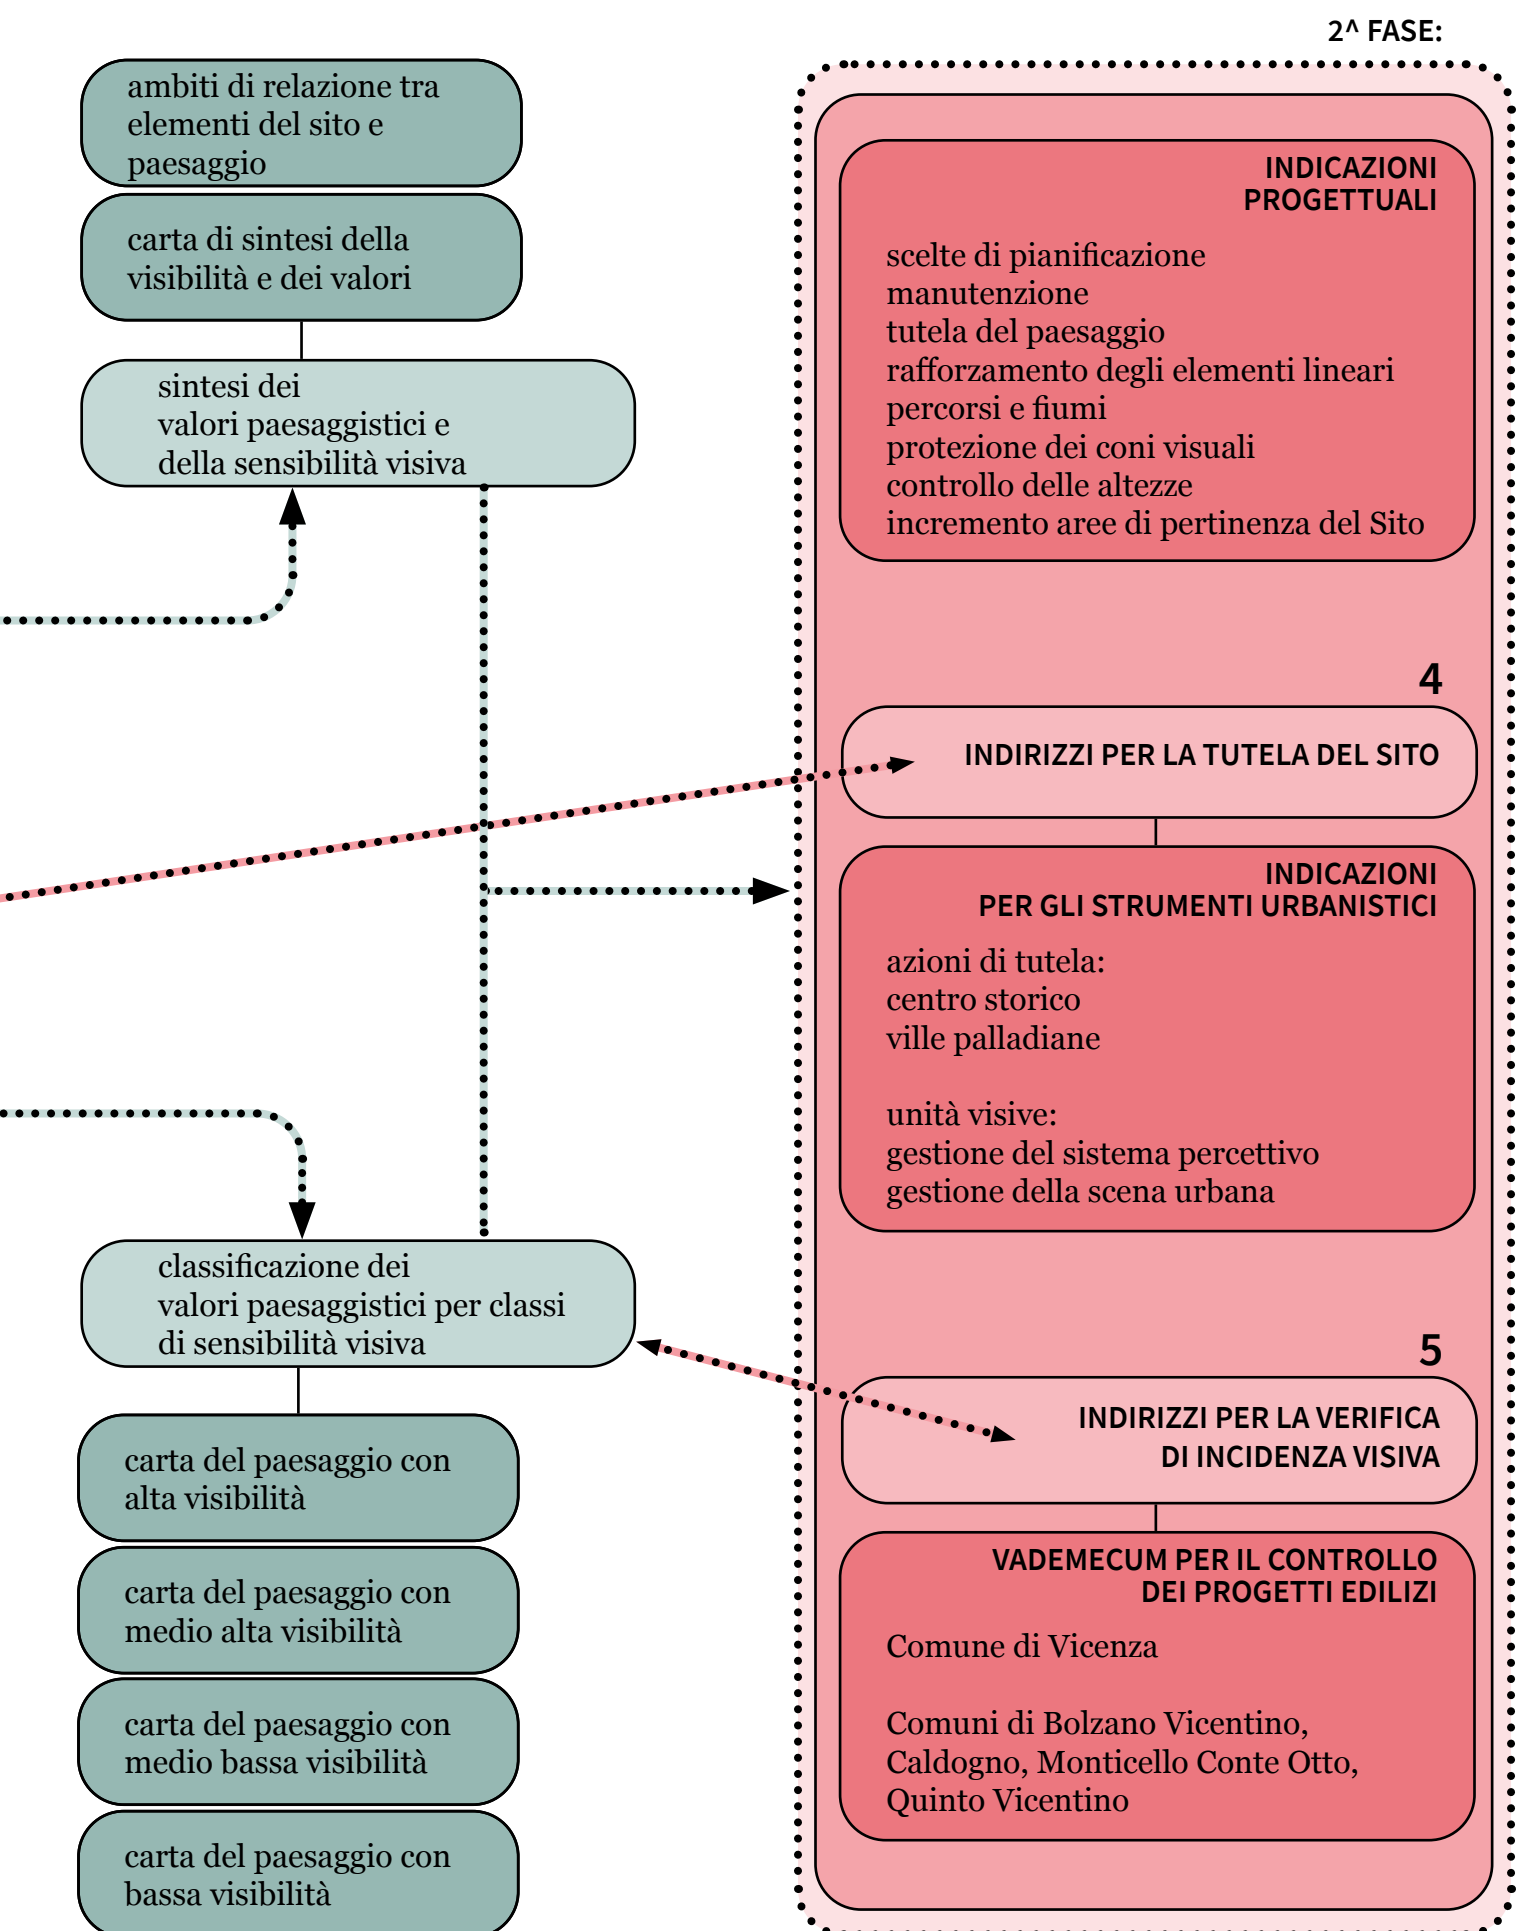 ambiti di relazione tra
elementi del sito e
paesaggio
carta di sintesi della
visibilità e dei valori
sintesi dei
valori paesaggistici e
della sensibilità visiva
classificazione dei
valori paesaggistici per classi
di sensibilità visiva
carta del paesaggio con
alta visibilità
carta del paesaggio con
medio alta visibilità
carta del paesaggio con
medio bassa visibilità
carta del paesaggio con
bassa visibilità
2^ FASE:
INDICAZIONI
PROGETTUALI
scelte di pianificazione
manutenzione
tutela del paesaggio
rafforzamento degli elementi lineari
percorsi e fiumi
protezione dei coni visuali
controllo delle altezze
incremento aree di pertinenza del Sito
4
INDIRIZZI PER LA TUTELA DEL SITO
INDICAZIONI
PER GLI STRUMENTI URBANISTICI
azioni di tutela:
centro storico
ville palladiane
unità visive:
gestione del sistema percettivo
gestione della scena urbana
5
INDIRIZZI PER LA VERIFICA
DI INCIDENZA VISIVA
VADEMECUM PER IL CONTROLLO
DEI PROGETTI EDILIZI
Comune di Vicenza
Comuni di Bolzano Vicentino,
Caldogno, Monticello Conte Otto,
Quinto Vicentino